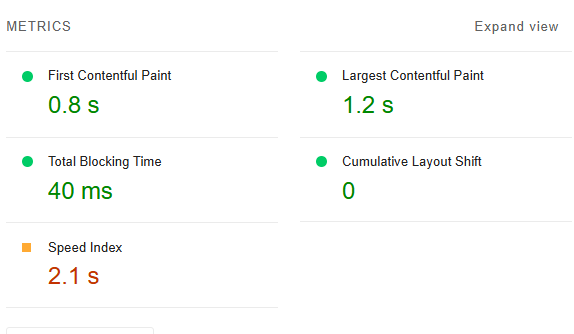 METRICS
Expand view
First Contentful Paint
0.8 s
Largest Contentful Paint
1.2 s
Total Blocking Time
40 ms
Cumulative Layout Shift
0
Speed Index
2.1 s